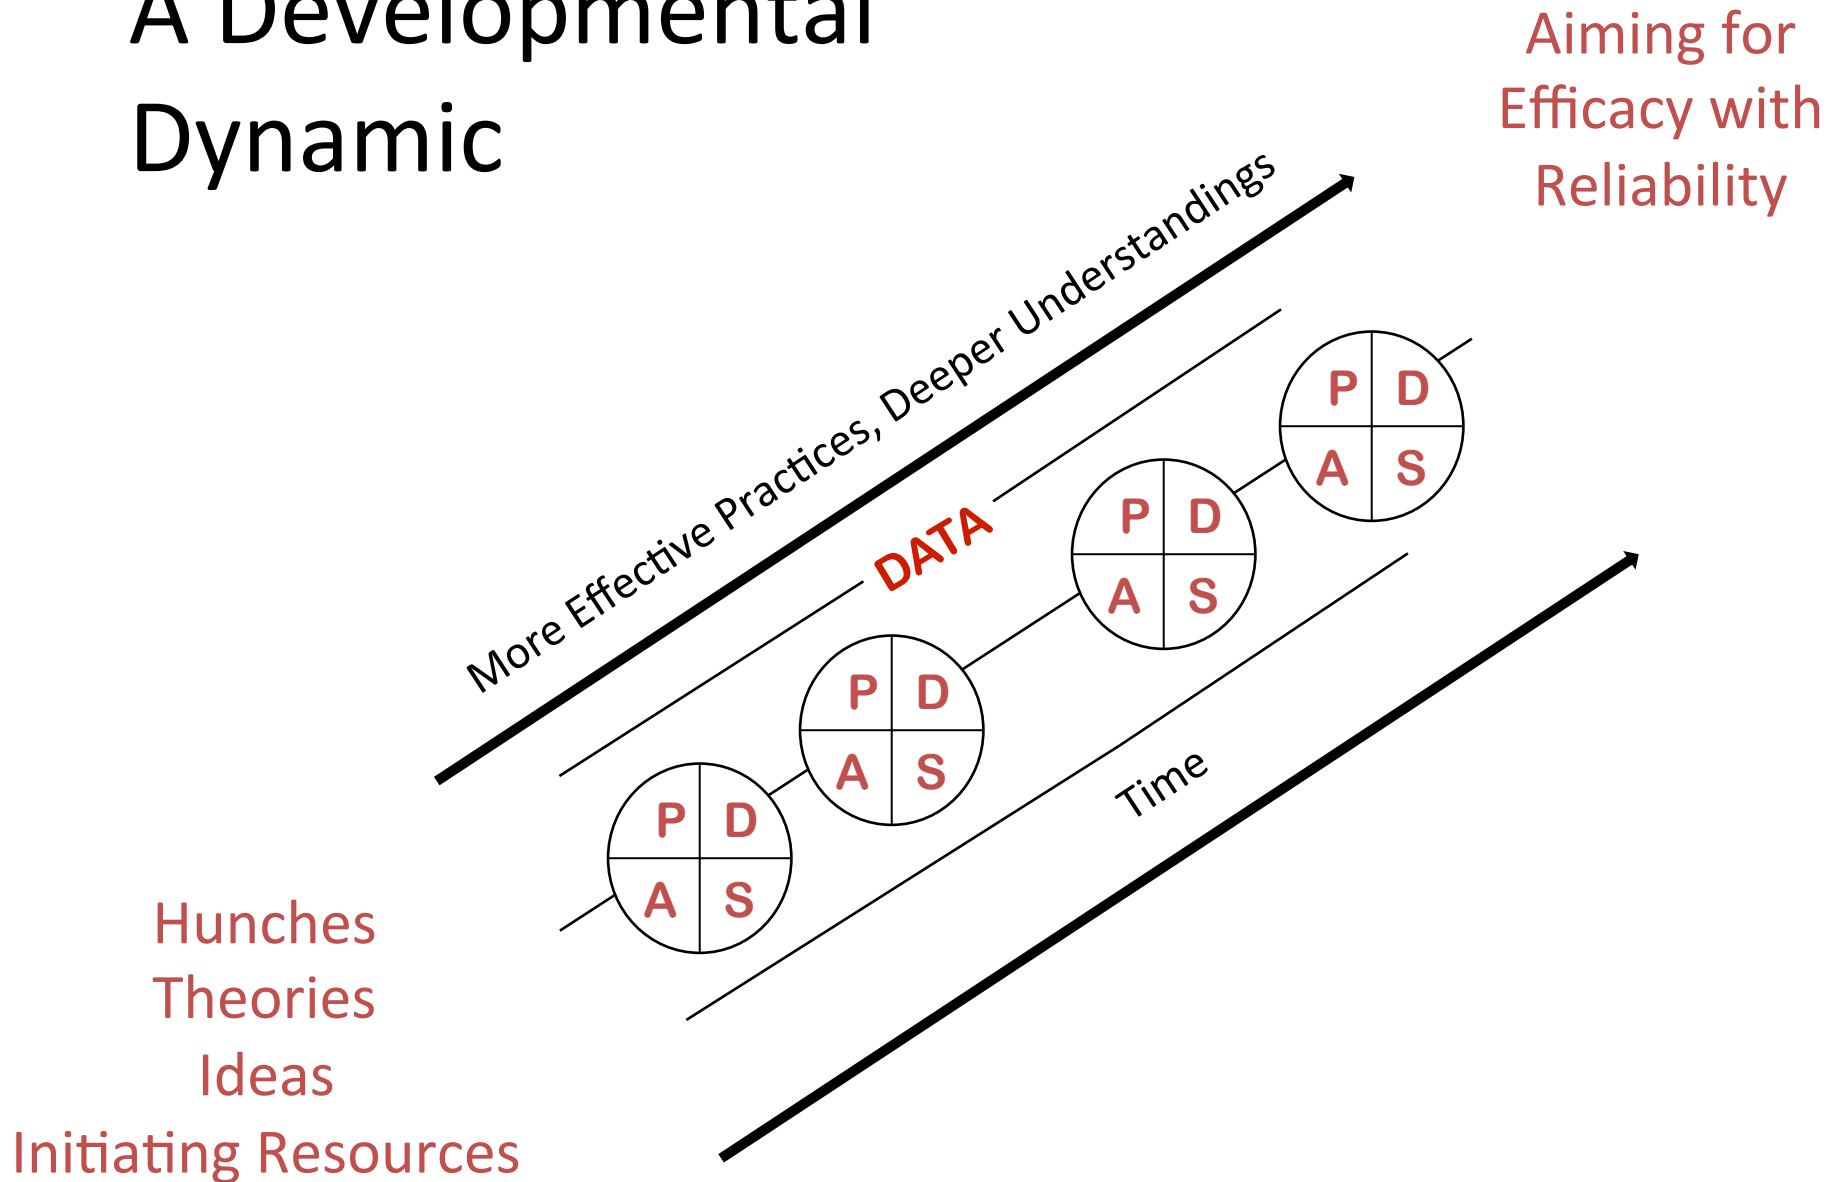 A Developmental
Dynamic
Aiming for
Efficacy with
Reliability
More Effective Practices, Deeper Understandings
DATA
P D
A S
P D
A S
P D
A S
P D
A S
Time
Hunches
Theories
Ideas
Initiating Resources